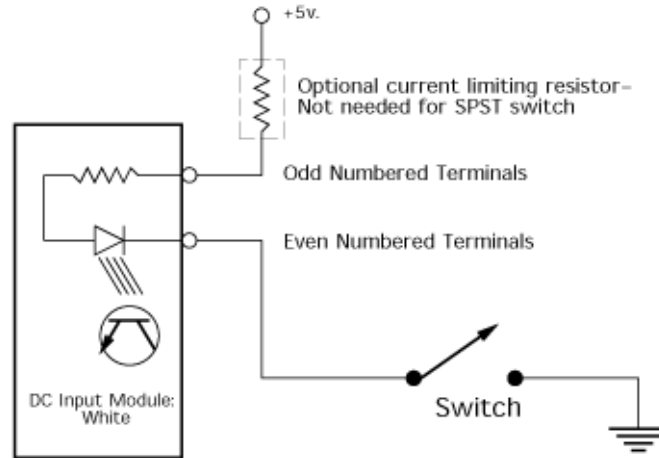 +5v.
Optional current limiting resistor–
Not needed for SPST switch
Odd Numbered Terminals
Even Numbered Terminals
DC Input Module:
White
Switch